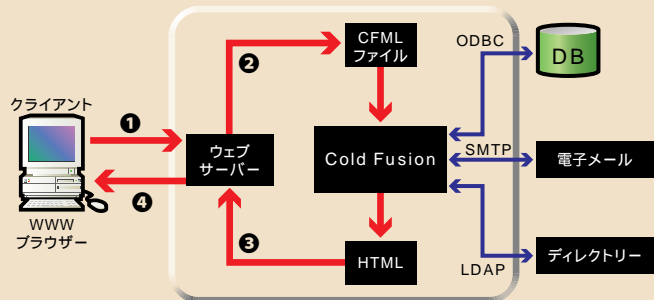 クライアント
WWW
ブラウザー
❶
❹
ウェブ
サーバー
❷
❸
CFML
ファイル
Cold Fusion
HTML
ODBC
DB
SMTP
電子メール
LDAP
ディレクトリー